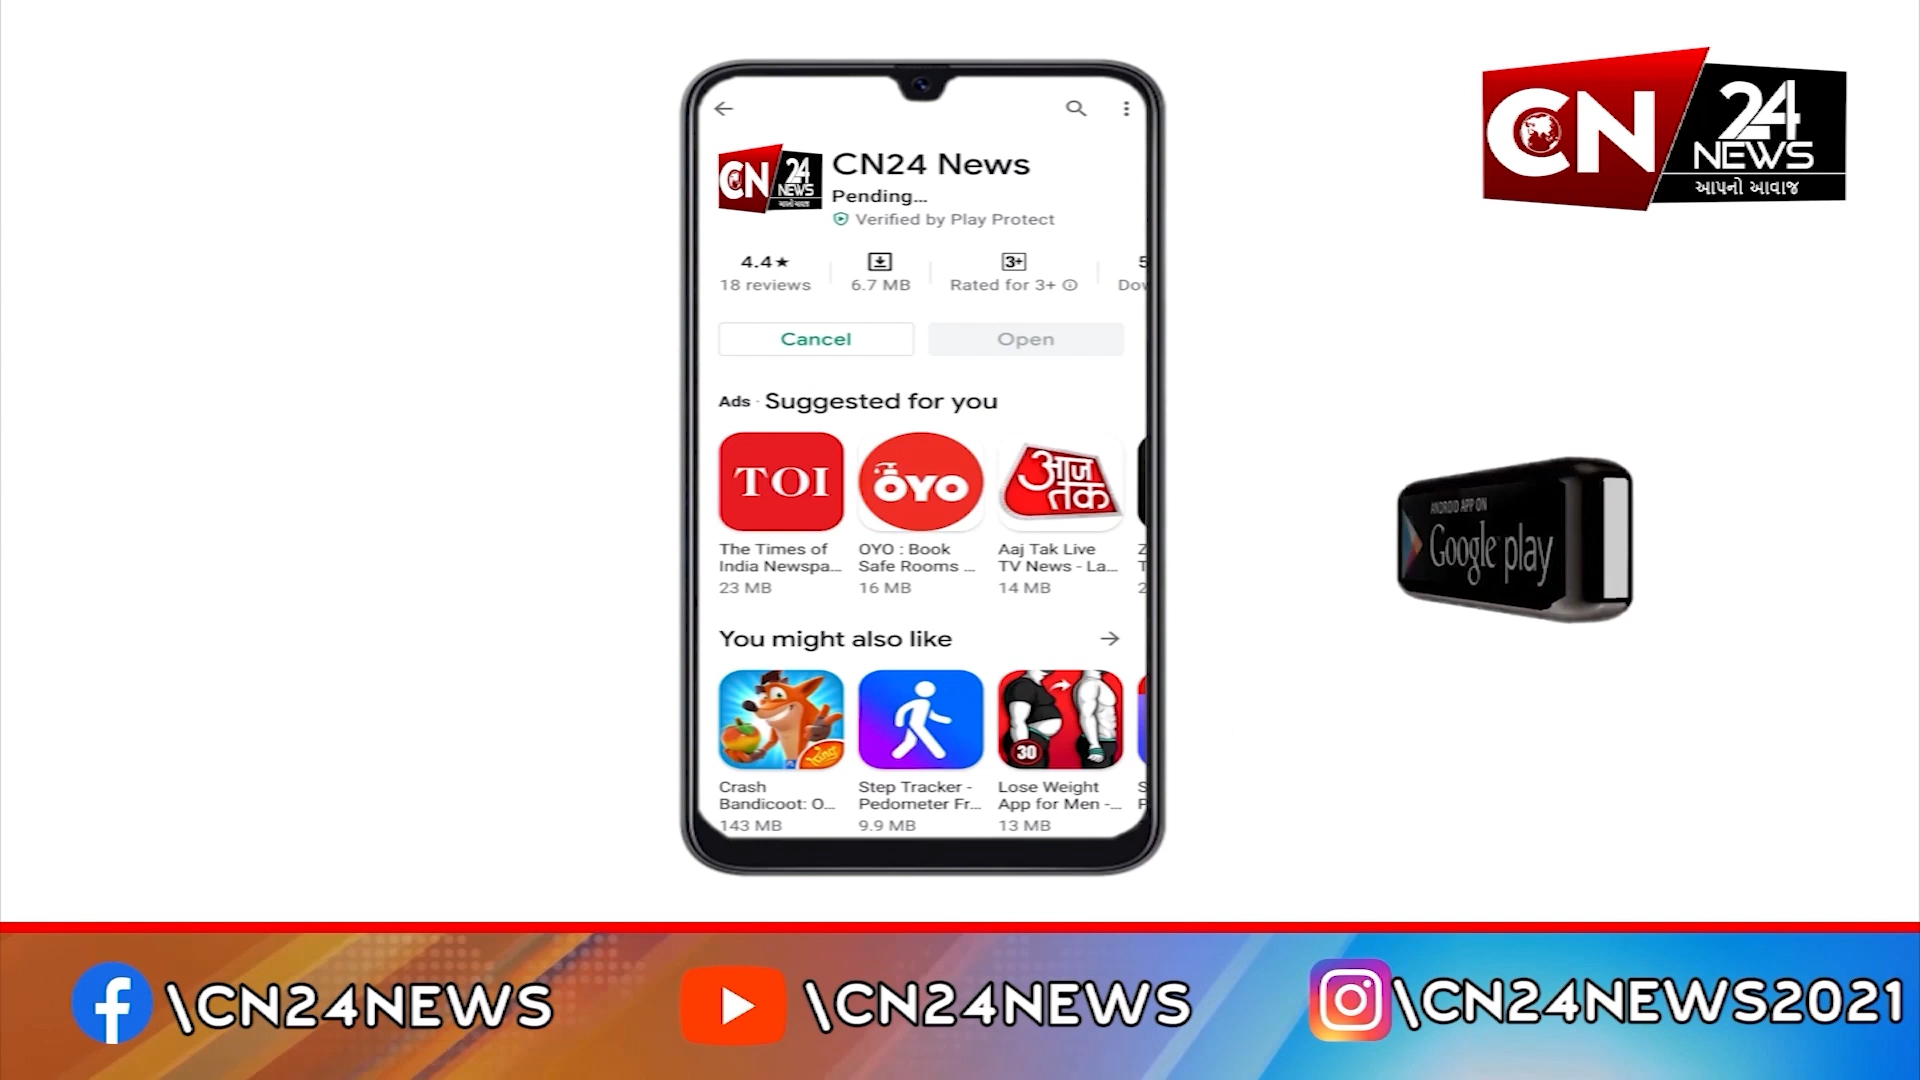 CN24 News
Pending...
Verified by Play Protect
4.4★
18 reviews
6.7 MB
3+
Rated for 3+
Cancel
Open
Ads · Suggested for you
TOI
OYO
आज तक
The Times of
India Newspa...
23 MB
OYO : Book
Safe Rooms ...
16 MB
Aaj Tak Live
TV News - La...
14 MB
You might also like
King
30
Crash
Bandicoot: O...
143 MB
Step Tracker -
Pedometer Fr...
9.9 MB
Lose Weight
App for Men -...
13 MB
CN 24
NEWS
આપનો આવાજ
ANDROID APP ON
Google play
\CN24NEWS
\CN24NEWS
\CN24NEWS2021